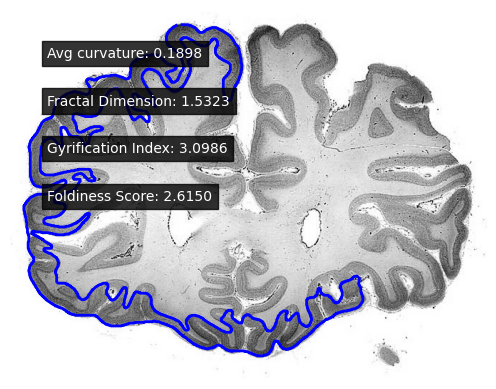 Avg curvature: 0.1898
Fractal Dimension: 1.5323
Gyrification Index: 3.0986
Foldiness Score: 2.6150